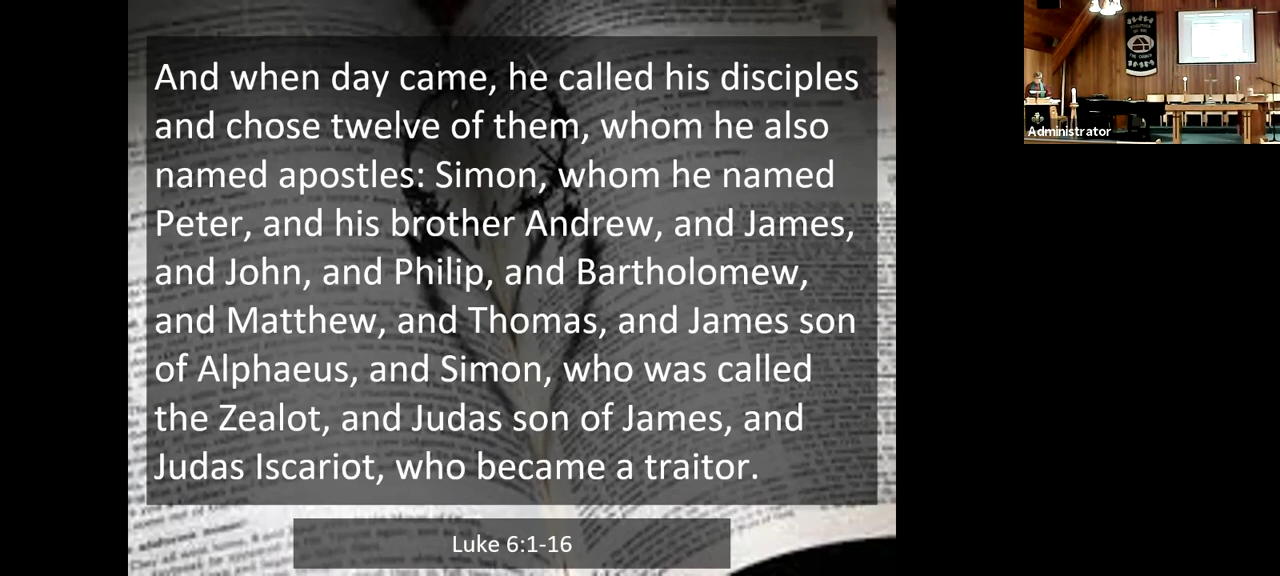 And when day came, he called his disciples
and chose twelve of them, whom he also
named apostles: Simon, whom he named
Peter, and his brother Andrew, and James,
and John, and Philip, and Bartholomew,
and Matthew, and Thomas, and James son
of Alphaeus, and Simon, who was called
the Zealot, and Judas son of James, and
Judas Iscariot, who became a traitor.
Luke 6:1-16
Administrator